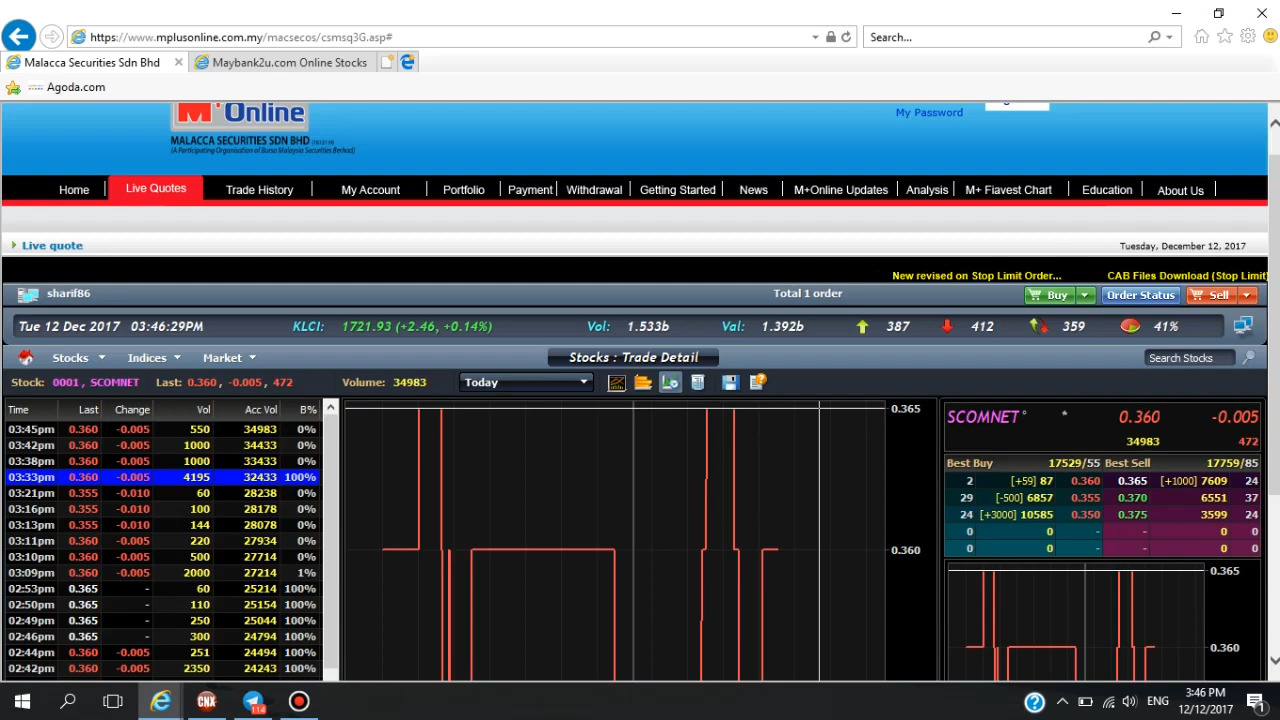 https://www.mplusonline.com.my/macsecos/csmsq3G.asp#
Search...
Malacca Securities Sdn Bhd
Maybank2u.com Online Stocks
Agoda.com
M+Online
MALACCA SECURITIES SDN BHD
(A Participating Organisation of Bursa Malaysia Securities Berhad)
My Password
Home Live Quotes Trade History My Account Portfolio Payment Withdrawal Getting Started News M+Online Updates Analysis M+ Fiavest Chart Education About Us
Live quote
Tuesday, December 12, 2017
New revised on Stop Limit Order... CAB Files Download (Stop Limit
sharif86 Total 1 order Buy Order Status Sell
Tue 12 Dec 2017 03:46:29PM KLCI: 1721.93 (+2.46, +0.14%) Vol: 1.533b Val: 1.392b 387 412 359 41%
Stocks Indices Market Stocks : Trade Detail Search Stocks
Stock: 0001, SCOMNET Last: 0.360, -0.005, 472 Volume: 34983 Today
Time Last Change Vol Acc Vol B%
03:45pm 0.360 -0.005 550 34983 0%
03:42pm 0.360 -0.005 1000 34433 0%
03:38pm 0.360 -0.005 1000 33433 0%
03:33pm 0.360 -0.005 4195 32433 100%
03:21pm 0.355 -0.010 60 28238 0%
03:16pm 0.355 -0.010 100 28178 0%
03:13pm 0.355 -0.010 144 28078 0%
03:11pm 0.360 -0.005 220 27934 0%
03:10pm 0.360 -0.005 500 27714 0%
03:09pm 0.360 -0.005 2000 27214 1%
02:53pm 0.365 - 60 25214 100%
02:50pm 0.365 - 110 25154 100%
02:49pm 0.365 - 250 25044 100%
02:46pm 0.365 - 300 24794 100%
02:44pm 0.360 -0.005 251 24494 100%
02:42pm 0.360 -0.005 2350 24243 100%
0.365
0.360
SCOMNET * 0.360 -0.005
34983 472
Best Buy 17529/55 Best Sell 17759/85
2 [+59] 87 0.360 0.365 [+1000] 7609 24
29 [-500] 6857 0.355 0.370 6551 37
24 [+3000] 10585 0.350 0.375 3599 24
0 0 - - 0 0
0 0 - - 0 0
0.365
0.360
CNX
114
ENG
3:46 PM
12/12/2017
1